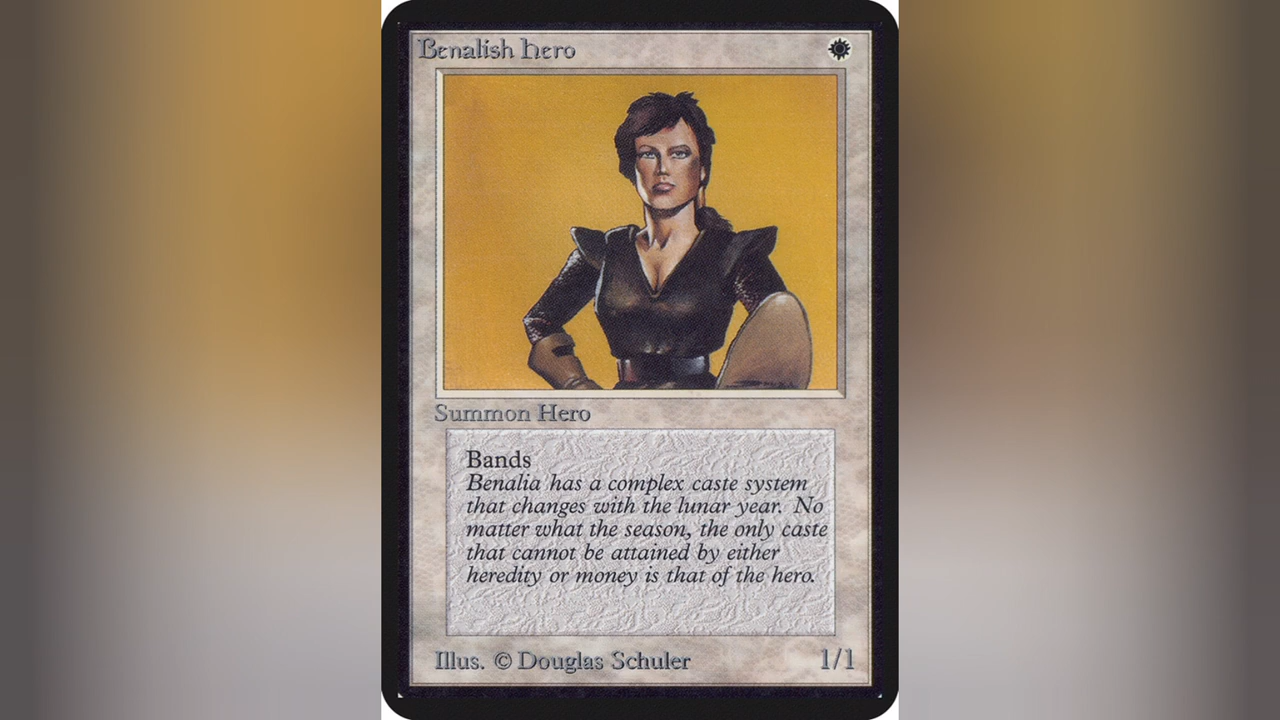 Benalish Hero
Summon Hero
Bands
Benalia has a complex caste system
that changes with the lunar year. No
matter what the season, the only caste
that cannot be attained by either
heredity or money is that of the hero.
Illus. © Douglas Schuler 1/1